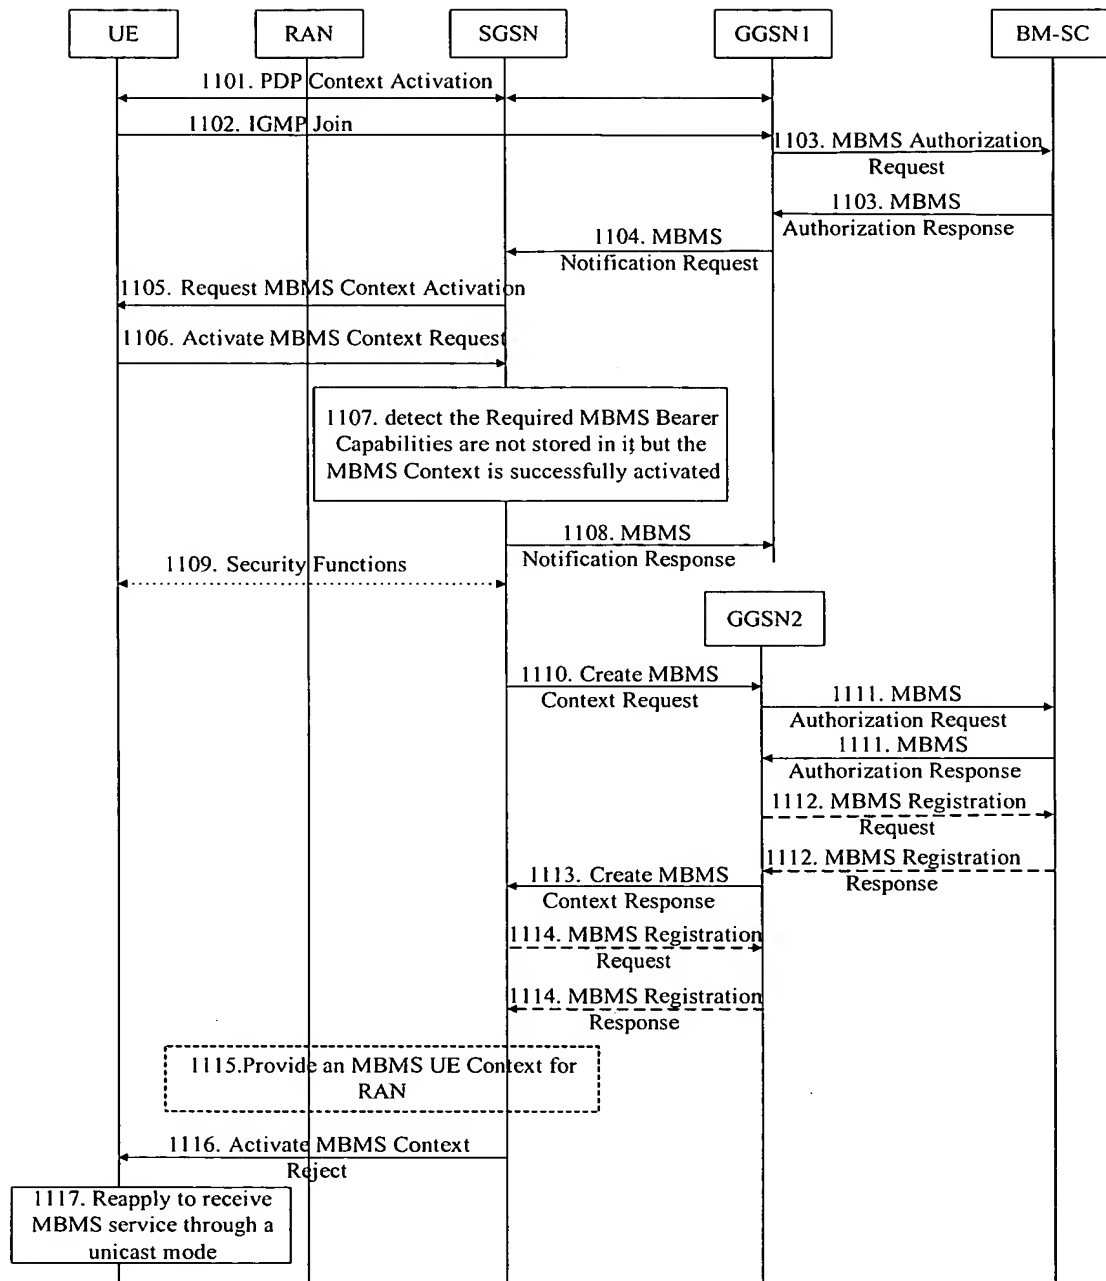 UE
RAN
SGSN
GGSN1
BM-SC
1101. PDP Context Activation
1102. IGMP Join
1103. MBMS Authorization
Request
1103. MBMS
Authorization Response
1104. MBMS
Notification Request
1105. Request MBMS Context Activation
1106. Activate MBMS Context Request
1107. detect the Required MBMS Bearer
Capabilities are not stored in it, but the
MBMS Context is successfully activated
1108. MBMS
Notification Response
1109. Security Functions
GGSN2
1110. Create MBMS
Context Request
1111. MBMS
Authorization Request
1111. MBMS
Authorization Response
1112. MBMS Registration
Request
1112. MBMS Registration
Response
1113. Create MBMS
Context Response
1114. MBMS Registration
Request
1114. MBMS Registration
Response
1115.Provide an MBMS UE Context for
RAN
1116. Activate MBMS Context
Reject
1117. Reapply to receive
MBMS service through a
unicast mode